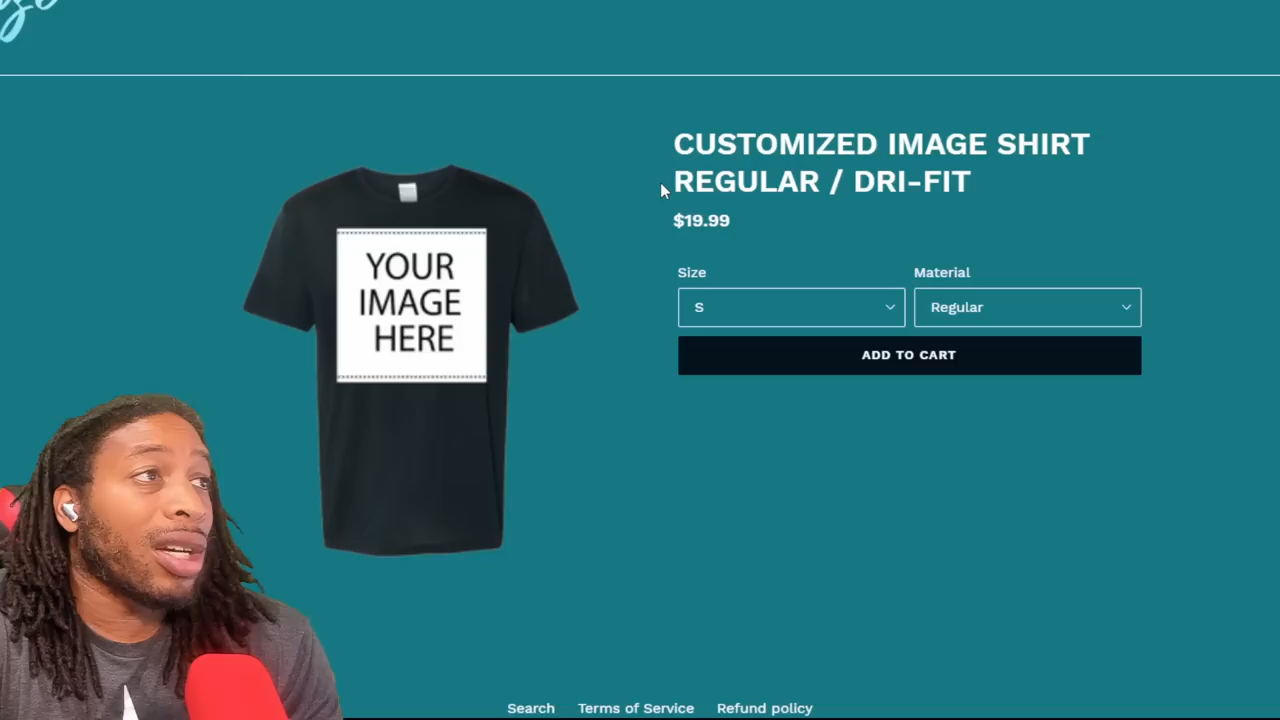 CUSTOMIZED IMAGE SHIRT
REGULAR / DRI-FIT
$19.99
Size
Material
S
Regular
ADD TO CART
YOUR
IMAGE
HERE
Search
Terms of Service
Refund policy